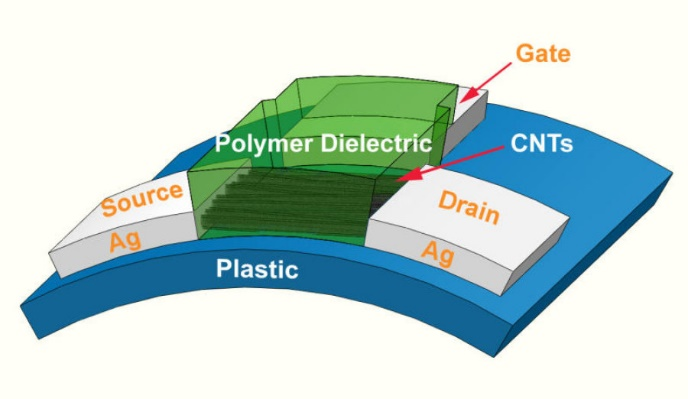 Gate
Polymer Dielectric
CNTs
Source
Drain
Ag
Ag
Plastic